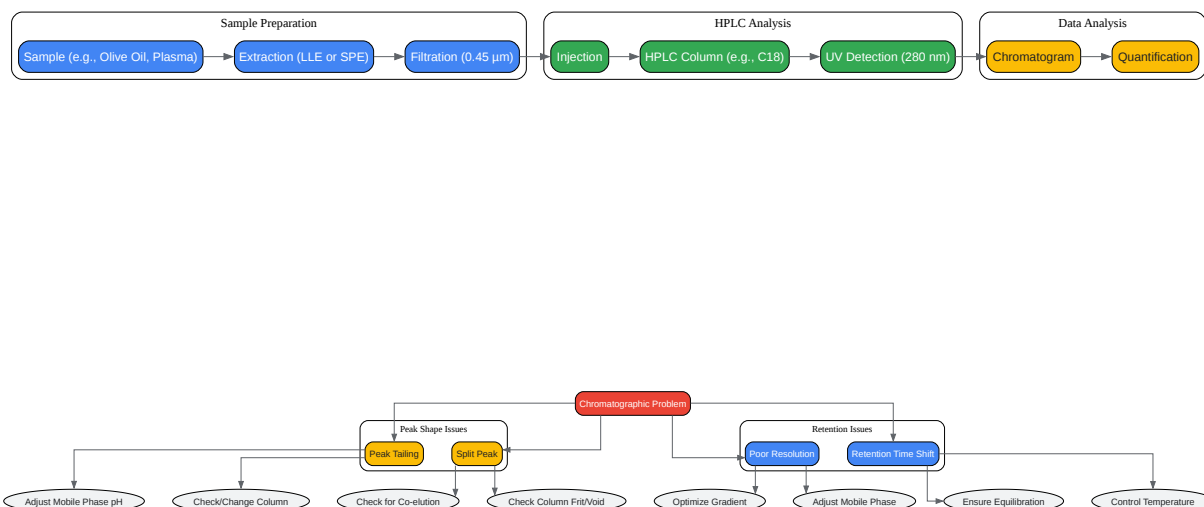 Sample Preparation
HPLC Analysis
Data Analysis
Sample (e.g., Olive Oil, Plasma)
Extraction (LLE or SPE)
Filtration (0.45 µm)
Injection
HPLC Column (e.g., C18)
UV Detection (280 nm)
Chromatogram
Quantification
Chromatographic Problem
Peak Shape Issues
Retention Issues
Peak Tailing
Split Peak
Poor Resolution
Retention Time Shift
Adjust Mobile Phase pH
Check/Change Column
Check for Co-elution
Check Column Frit/Void
Optimize Gradient
Adjust Mobile Phase
Ensure Equilibration
Control Temperature